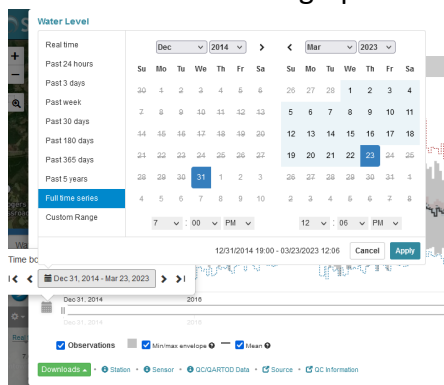 Water Level
Real time
Past 24 hours
Past 3 days
Past week
Past 30 days
Past 180 days
Past 365 days
Past 5 years
Full time series
Custom Range
Dec 2014 >
Su Mo Tu We Th Fr Sa
30 1 2 3 4 5 6
7 8 9 10 11 12 13
14 15 16 17 18 19 20
21 22 23 24 25 26 27
28 29 30 31 1 2 3
4 5 6 7 8 9 10
7 : 00 PM
< Mar 2023
Su Mo Tu We Th Fr Sa
26 27 28 1 2 3 4
5 6 7 8 9 10 11
12 13 14 15 16 17 18
19 20 21 22 23 24 25
26 27 28 29 30 31 1
2 3 4 5 6 7 8
12 : 06 PM
12/31/2014 19:00 - 03/23/2023 12:06 Cancel Apply
Time bo
Dec 31, 2014 - Mar 23, 2023
Dec 31, 2014 2016
Dec 31, 2014 2016
Observations Min/max envelope Mean
Downloads • Station • Sensor • QC/QARTOD • Source • QC Information